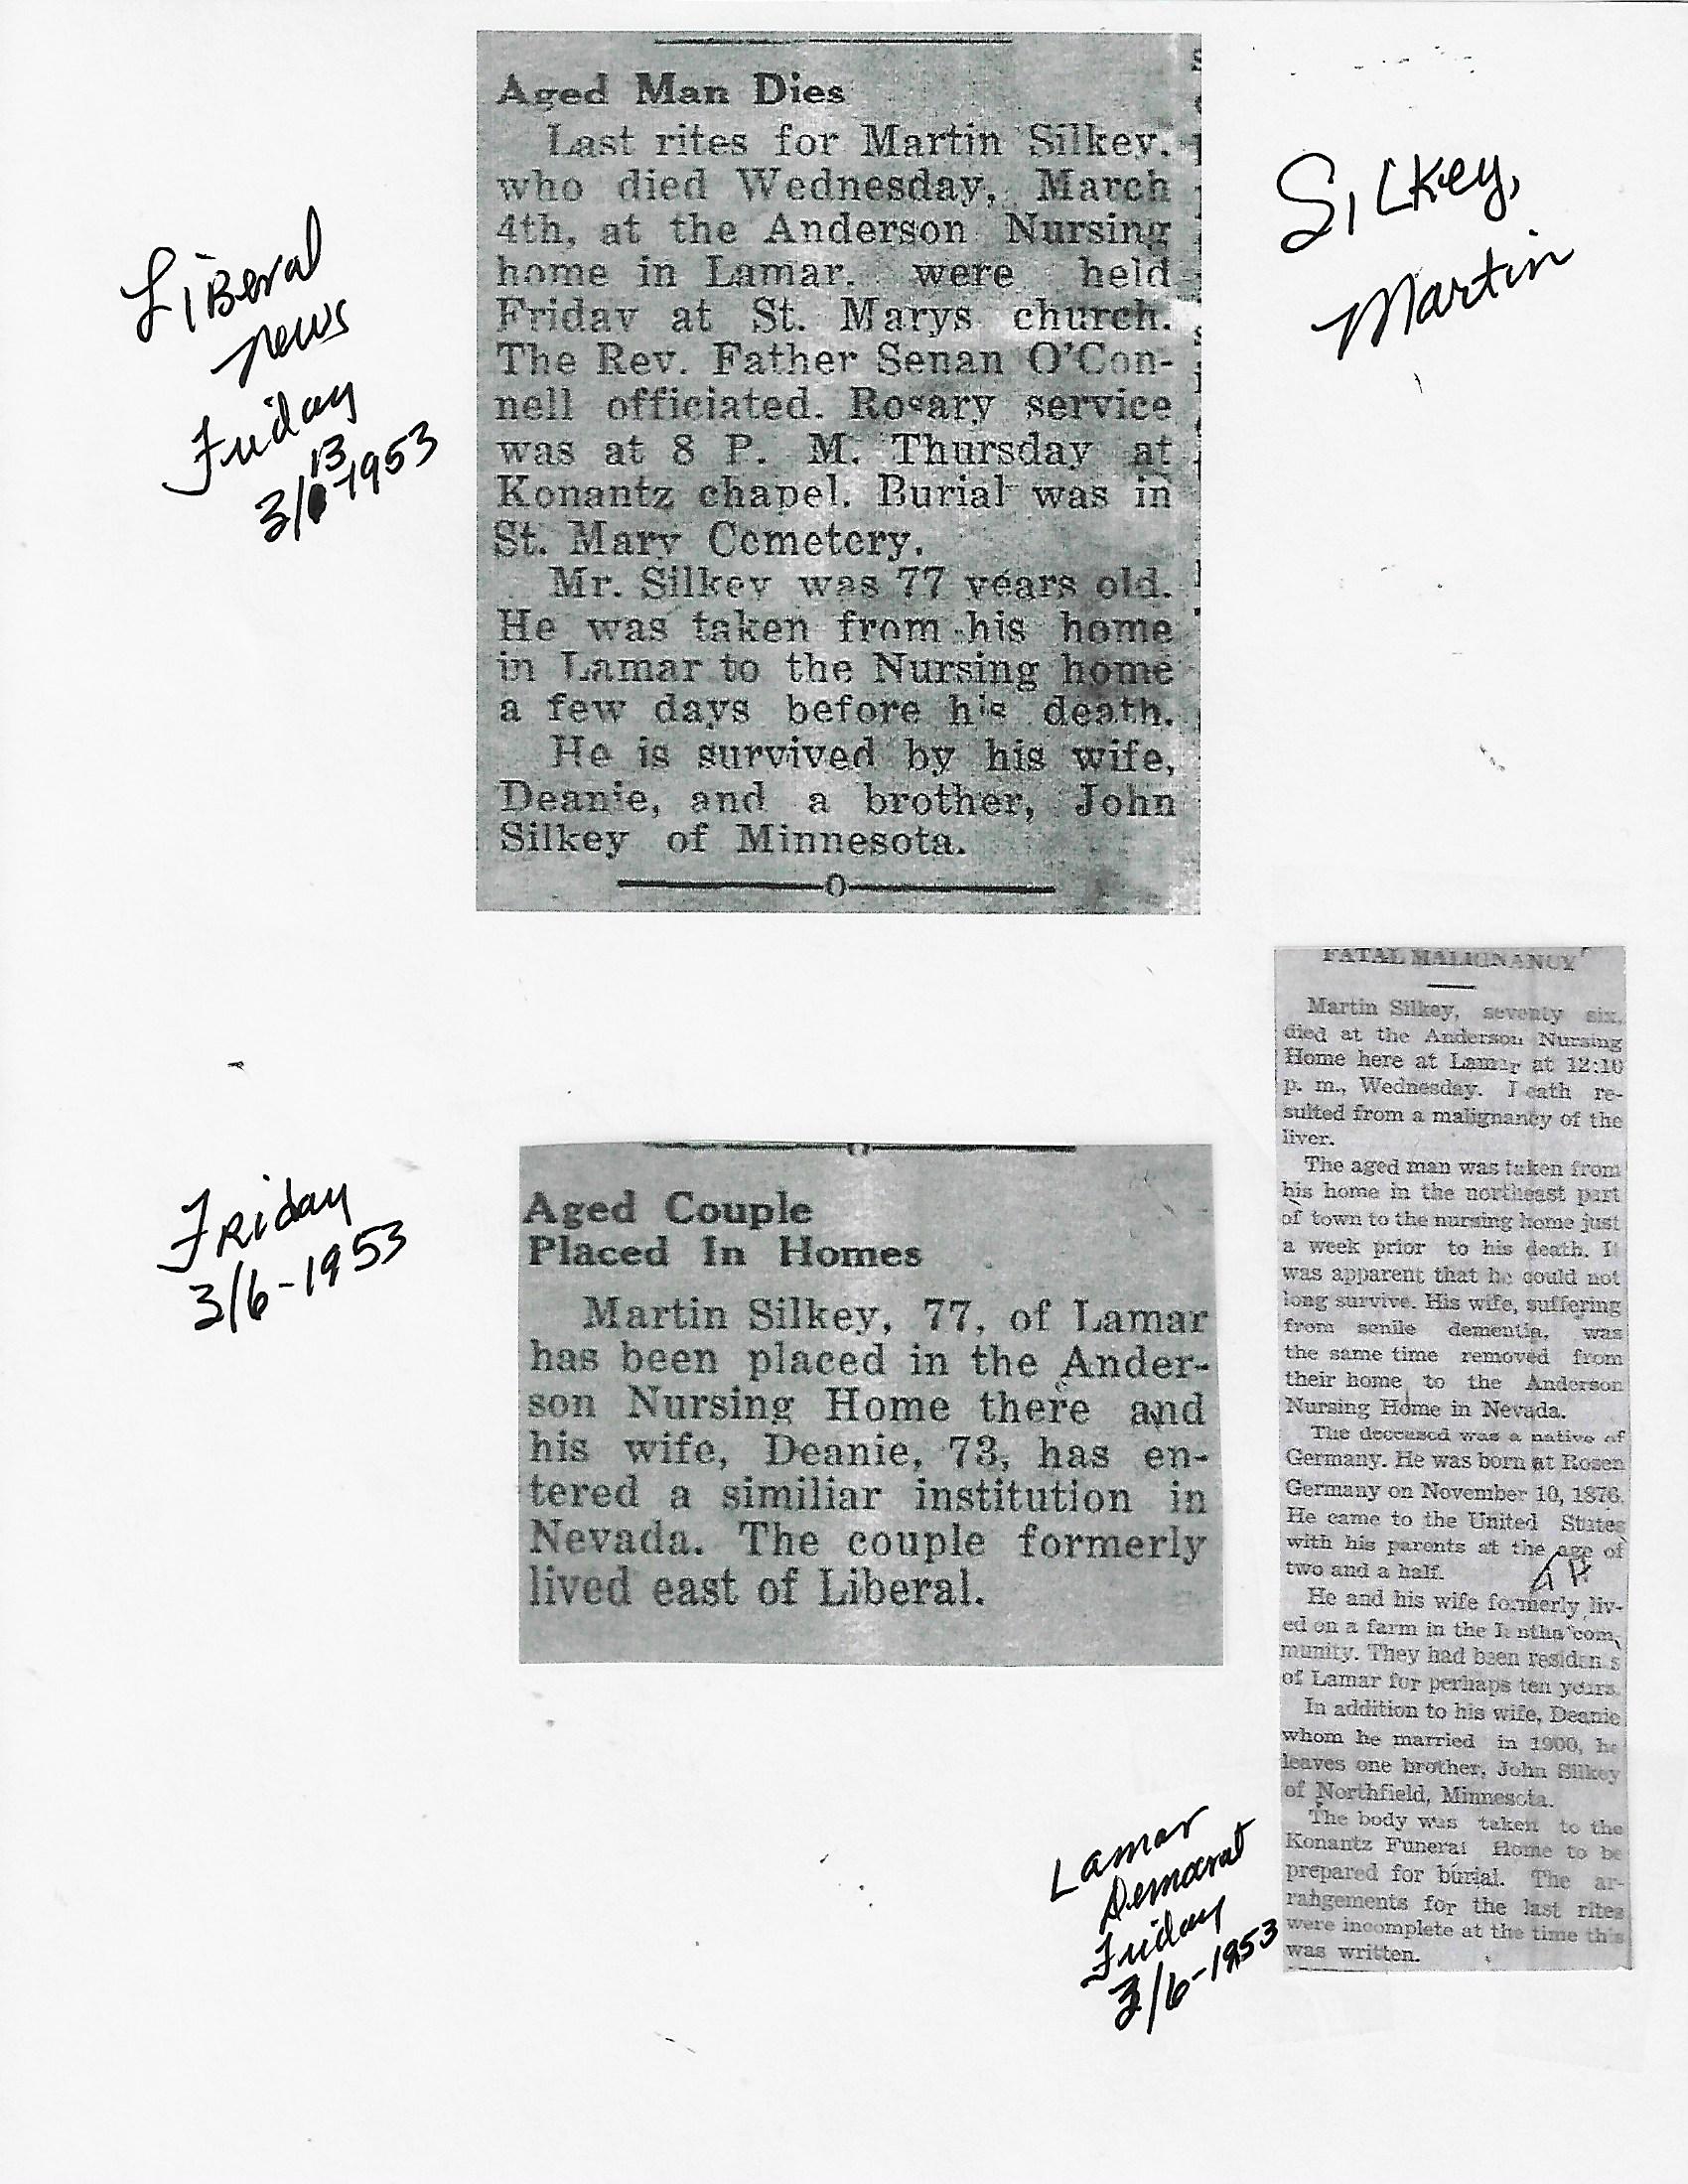 Aged Man Dies
Last rites for Martin Silkey,
who died Wednesday, March
4th, at the Anderson Nursing
home in Lamar, were held
Friday at St. Marys church.
The Rev. Father Senan O'Con-
nell officiated. Rosary service
was at 8 P. M. Thursday at
Konantz chapel. Burial was in
St. Mary Cemetery.
Mr. Silkey was 77 years old.
He was taken from his home
in Lamar to the Nursing home
a few days before his death.
He is survived by his wife,
Deanie, and a brother, John
Silkey of Minnesota.
Liberal
News
Friday
3/13-1953
Silkey,
Martin
Friday
3/6-1953
Aged Couple
Placed In Homes
Martin Silkey, 77, of Lamar
has been placed in the Ander-
son Nursing Home there and
his wife, Deanie, 73, has en-
tered a similiar institution in
Nevada. The couple formerly
lived east of Liberal.
FATAL MALIGNANCY
Martin Silkey, seventy six,
died at the Anderson Nursing
Home here at Lamar at 12:10
p. m., Wednesday. Death re-
sulted from a malignancy of the
liver.
The aged man was taken from
his home in the northeast part
of town to the nursing home just
a week prior to his death. It
was apparent that he could not
long survive. His wife, suffering
from senile dementia, was
the same time removed from
their home to the Anderson
Nursing Home in Nevada.
The deceased was a native of
Germany. He was born at Rosen
Germany on November 10, 1876.
He came to the United States
with his parents at the age of
two and a half.
He and his wife formerly liv-
ed on a farm in the Iantha com-
munity. They had been residents
of Lamar for perhaps ten years.
In addition to his wife, Deanie
whom he married in 1900, he
leaves one brother, John Silkey
of Northfield, Minnesota.
The body was taken to the
Konantz Funeral Home to be
prepared for burial. The ar-
rangements for the last rites
were incomplete at the time this
was written.
Lamar
Democrat
Friday
3/6-1953